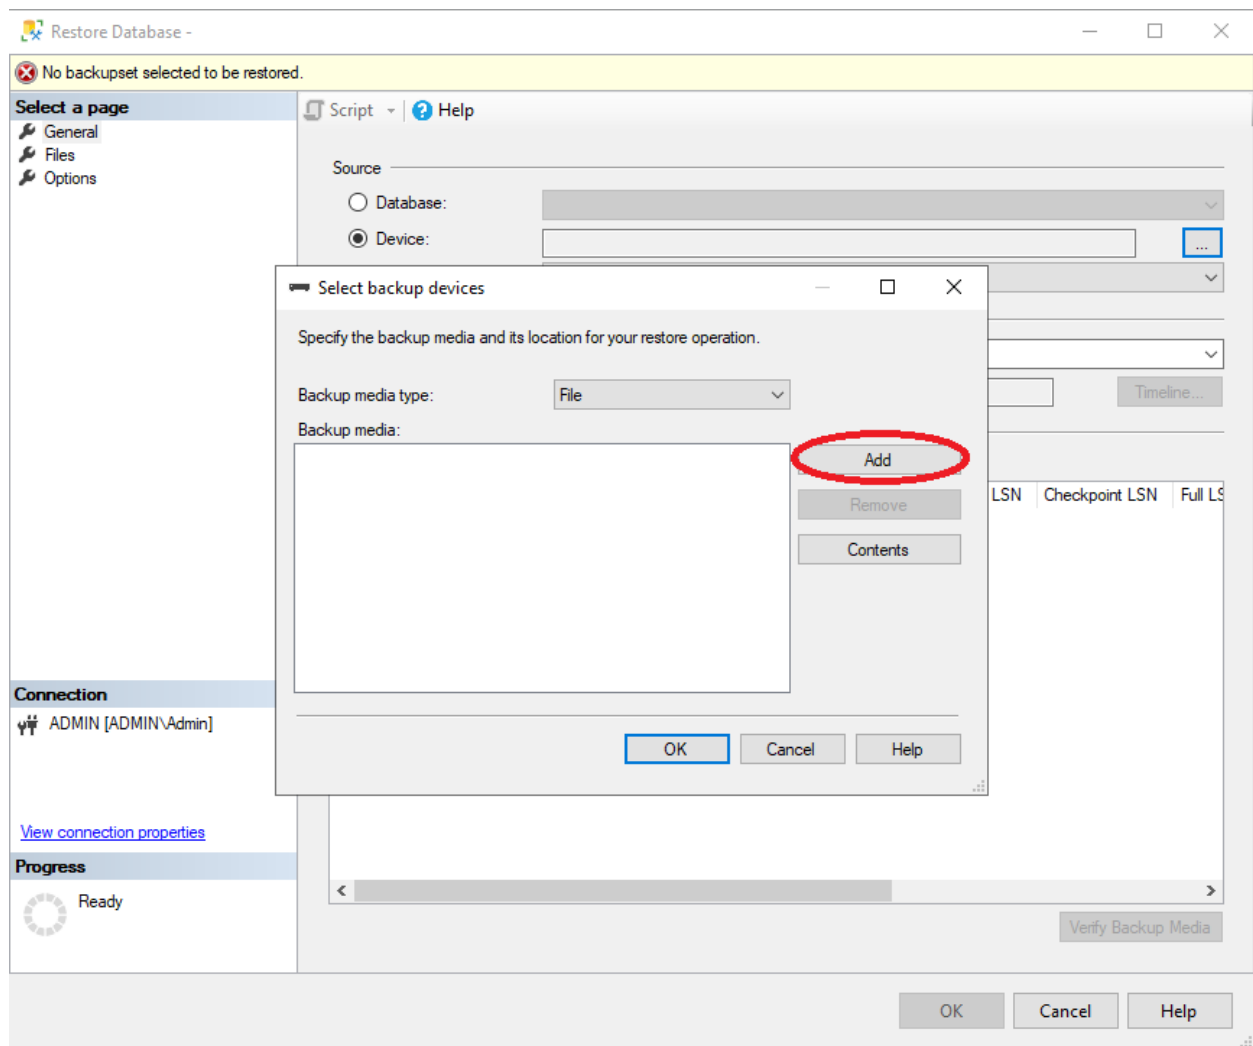 Restore Database -
No backupset selected to be restored.
Select a page
General
Files
Options
Script
Help
Source
Database:
Device:
...
Select backup devices
Specify the backup media and its location for your restore operation.
Backup media type:
File
Backup media:
Add
Remove
Contents
OK
Cancel
Help
Timeline...
LSN
Checkpoint LSN
Full LS
Connection
ADMIN [ADMIN\Admin]
View connection properties
Progress
Ready
Verify Backup Media
OK
Cancel
Help